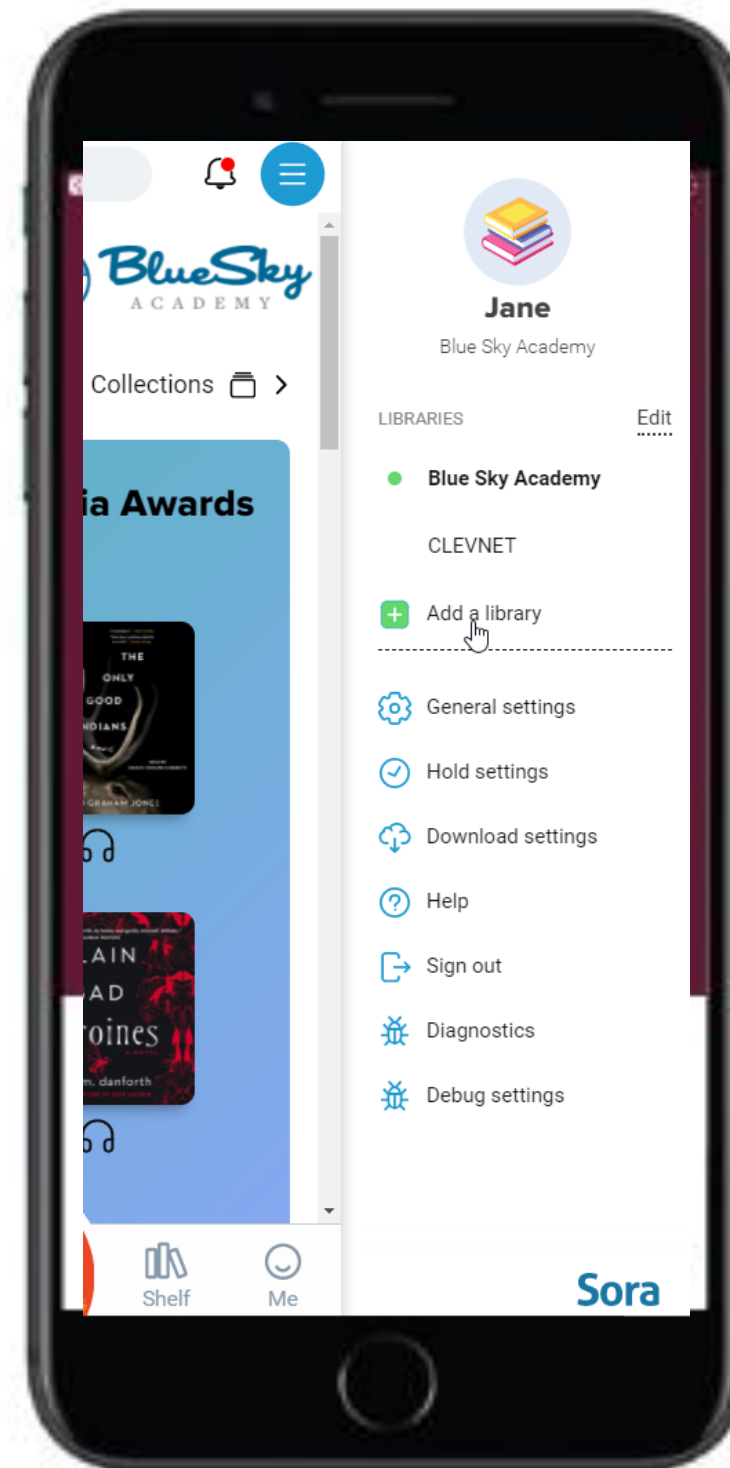 BlueSky
ACADEMY
Collections
ia Awards
THE
ONLY
GOOD
NDIANS
GRAHAM JONES
LAIN
AD
oines
A NOVEL
m. danforth
Shelf
Me
Jane
Blue Sky Academy
LIBRARIES
Edit
Blue Sky Academy
CLEVNET
Add a library
General settings
Hold settings
Download settings
Help
Sign out
Diagnostics
Debug settings
Sora